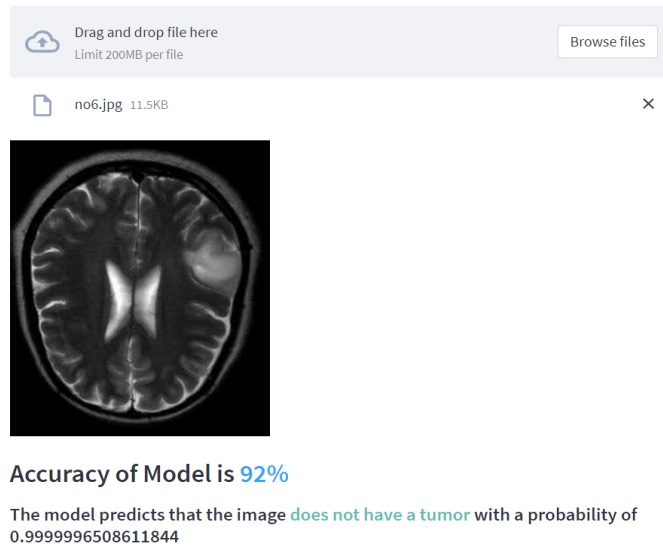 Drag and drop file here
Limit 200MB per file
Browse files
no6.jpg 11.5KB
Accuracy of Model is 92%
The model predicts that the image does not have a tumor with a probability of
0.9999996508611844